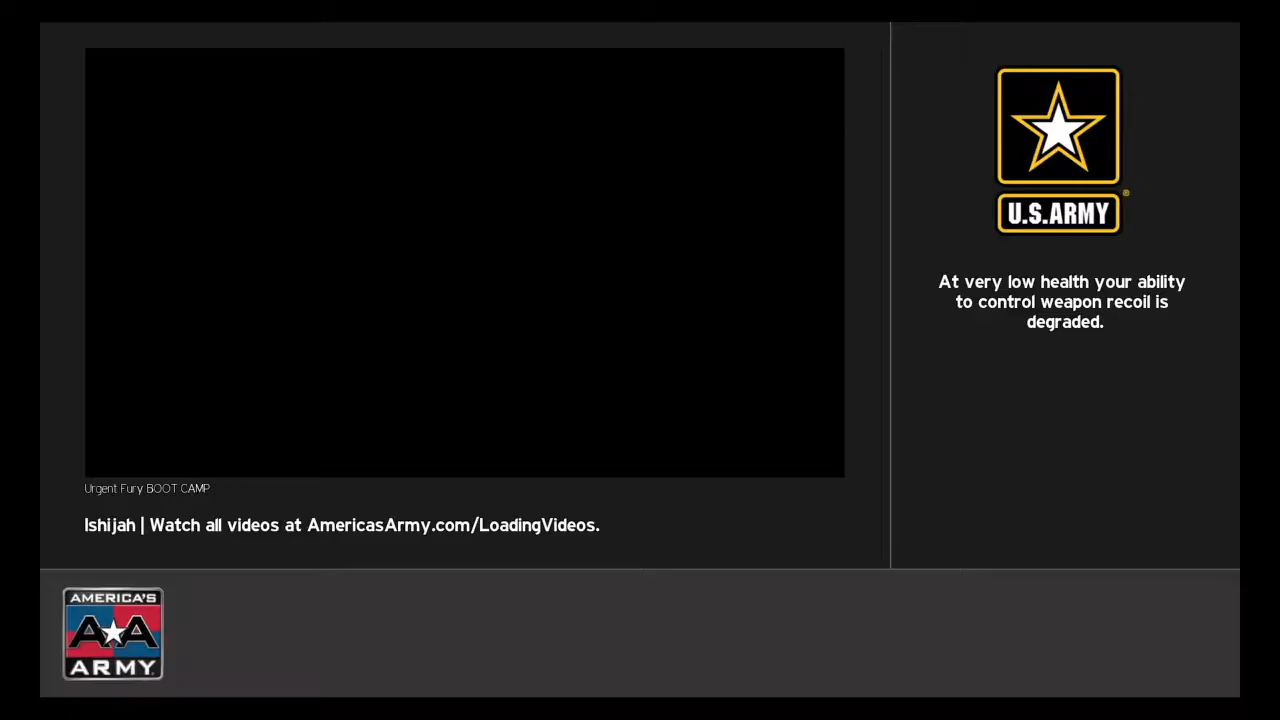 U.S.ARMY
®
At very low health your ability
to control weapon recoil is
degraded.
Urgent Fury BOOT CAMP
Ishijah | Watch all videos at AmericasArmy.com/LoadingVideos.
AMERICA'S
AA
ARMY